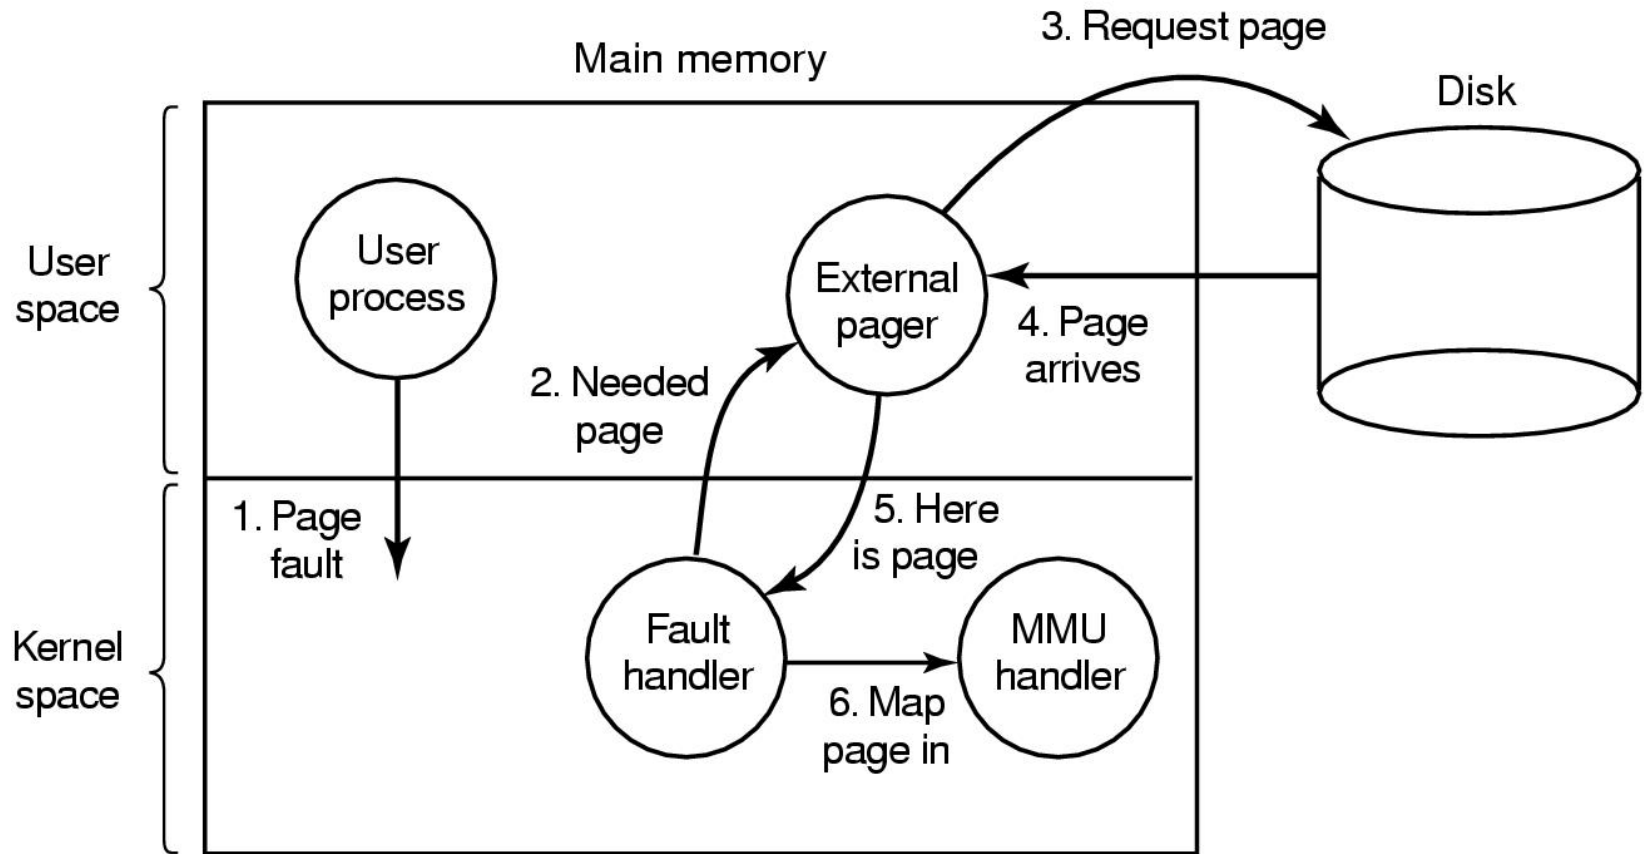 3. Request page
Main memory
Disk
User
space
User
process
External
pager
4. Page
arrives
2. Needed
page
1. Page
fault
5. Here
is page
Kernel
space
Fault
handler
MMU
handler
6. Map
page in